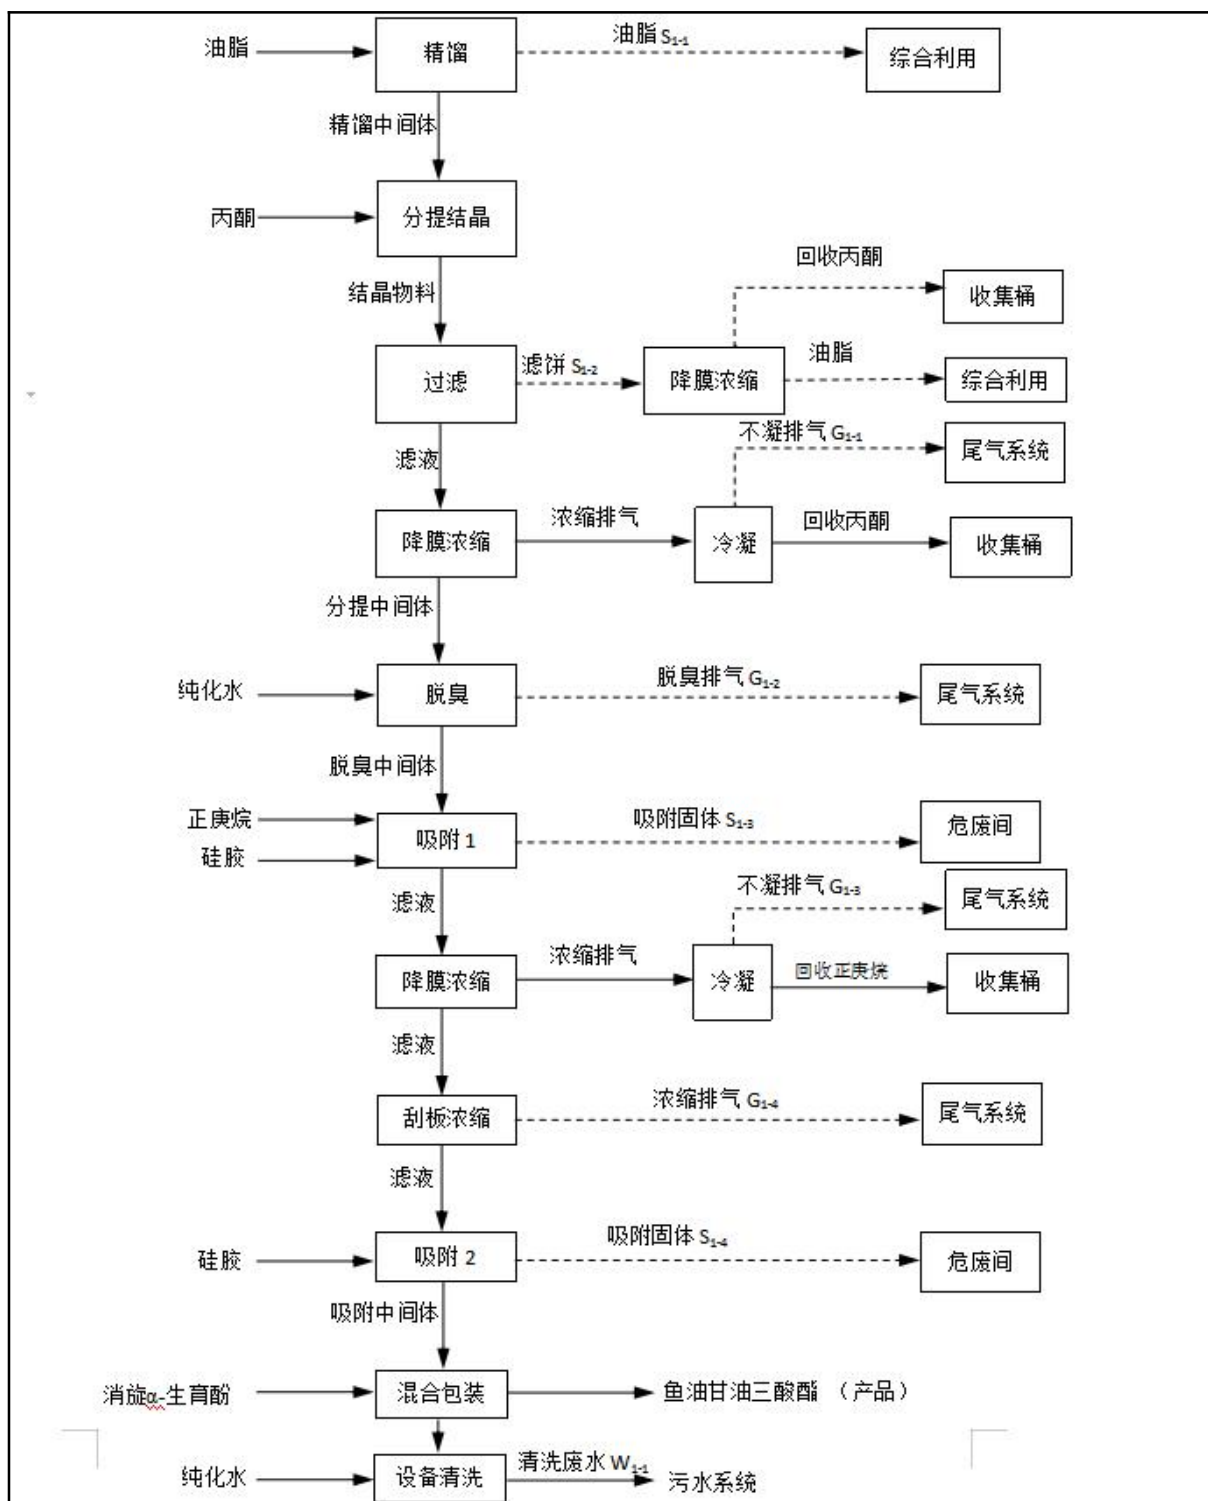 油脂
精馏
油脂 S₁₋₁
综合利用
精馏中间体
丙酮
分提结晶
结晶物料
回收丙酮
收集桶
过滤
滤饼 S₁₋₂
降膜浓缩
油脂
综合利用
不凝排气 G₁₋₁
尾气系统
滤液
降膜浓缩
浓缩排气
冷凝
回收丙酮
收集桶
分提中间体
纯化水
脱臭
脱臭排气 G₁₋₂
尾气系统
脱臭中间体
正庚烷
硅胶
吸附 1
吸附固体 S₁₋₃
危废间
滤液
不凝排气 G₁₋₃
尾气系统
降膜浓缩
浓缩排气
冷凝
回收正庚烷
收集桶
滤液
刮板浓缩
浓缩排气 G₁₋₄
尾气系统
滤液
硅胶
吸附 2
吸附固体 S₁₋₄
危废间
吸附中间体
消旋α-生育酚
混合包装
鱼油甘油三酸酯 （产品）
纯化水
设备清洗
清洗废水 W₁₋₁
污水系统